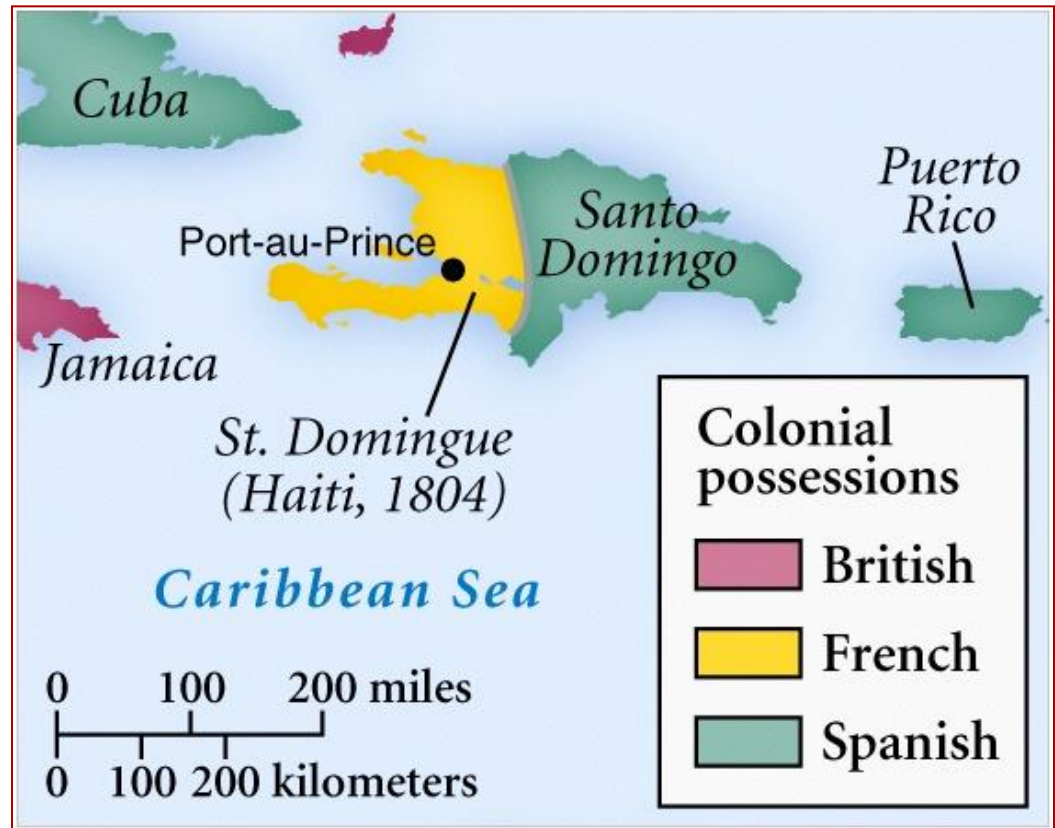 Cuba
Puerto
Rico
Santo
Domingo
Port-au-Prince
Jamaica
St. Domingue
(Haiti, 1804)
Caribbean Sea
0 100 200 miles
0 100 200 kilometers
Colonial
possessions
British
French
Spanish